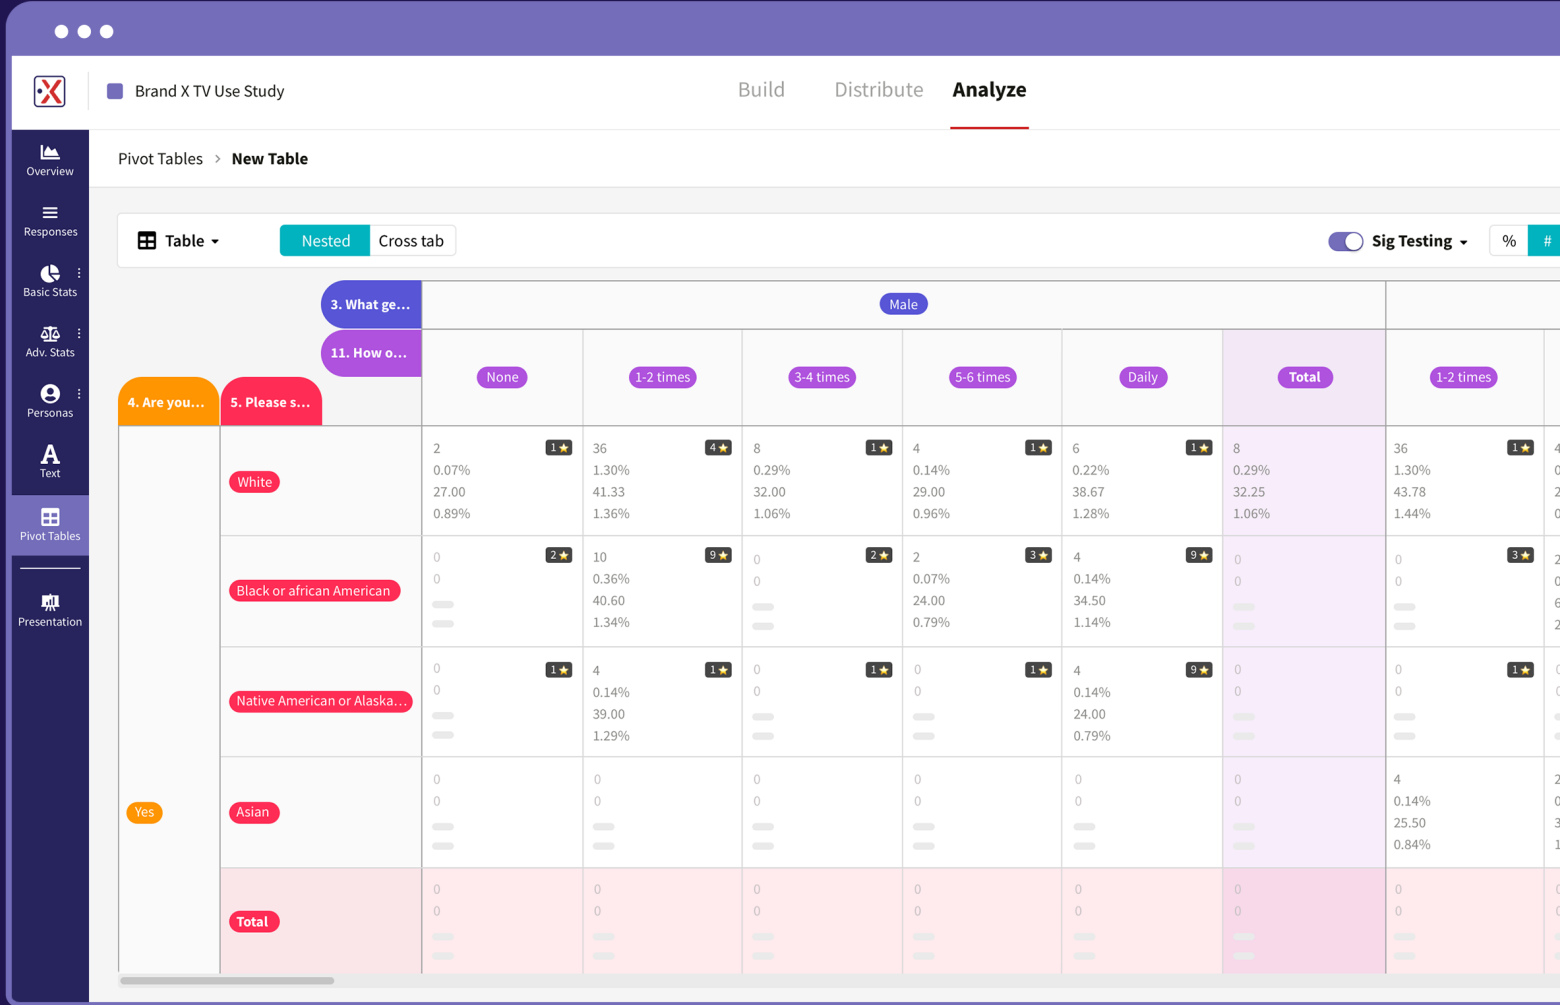 X
Brand X TV Use Study
Build
Distribute
Analyze
Overview
Responses
Basic Stats
Adv. Stats
Personas
Text
Pivot Tables
Presentation
Pivot Tables > New Table
Table
Nested
Cross tab
Sig Testing
%
#
3. What ge...
Male
11. How o...
None
1-2 times
3-4 times
5-6 times
Daily
Total
1-2 times
4. Are you...
5. Please s...
Yes
White
2 1 36 4 8 1 4 1 6 1 8 36 1 4
0.07% 1.30% 0.29% 0.14% 0.22% 0.29% 1.30%
27.00 41.33 32.00 29.00 38.67 32.25 43.78
0.89% 1.36% 1.06% 0.96% 1.28% 1.06% 1.44%
Black or african American
0 2 10 9 0 2 2 3 4 9 0 0 3
0 0.36% 0 0.07% 0.14% 0 0
40.60 24.00 34.50
1.34% 0.79% 1.14%
Native American or Alaska...
0 1 4 1 0 1 0 1 4 9 0 0 1
0 0.14% 0 0 0.14% 0 0
39.00 24.00
1.29% 0.79%
Asian
0 0 0 0 0 0 4
0 0 0 0 0 0 0.14%
25.50
0.84%
Total
0 0 0 0 0 0 0
0 0 0 0 0 0 0